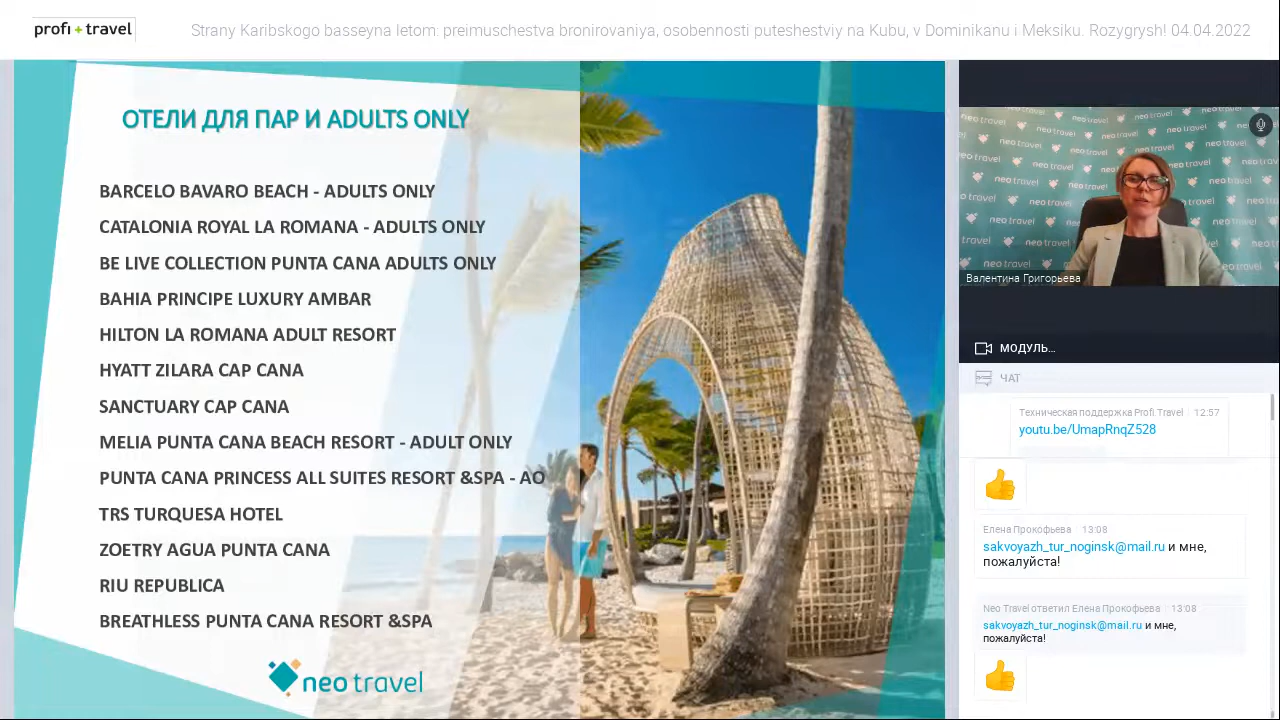 profi + travel
Strany Karibskogo basseyna letom: preimuschestva bronirovaniya, osobennosti puteshestviy na Kubu, v Dominikanu i Meksiku. Rozygrysh! 04.04.2022
ОТЕЛИ ДЛЯ ПАР И ADULTS ONLY
BARCELO BAVARO BEACH - ADULTS ONLY
CATALONIA ROYAL LA ROMANA - ADULTS ONLY
BE LIVE COLLECTION PUNTA CANA ADULTS ONLY
BAHIA PRINCIPE LUXURY AMBAR
HILTON LA ROMANA ADULT RESORT
HYATT ZILARA CAP CANA
SANCTUARY CAP CANA
MELIA PUNTA CANA BEACH RESORT - ADULT ONLY
PUNTA CANA PRINCESS ALL SUITES RESORT &SPA - AO
TRS TURQUESA HOTEL
ZOETRY AGUA PUNTA CANA
RIU REPUBLICA
BREATHLESS PUNTA CANA RESORT &SPA
neo travel
neo travel
Валентина Григорьева
МОДУЛЬ...
ЧАТ
Техническая поддержка Profi Travel 12:57
youtu.be/UmapRnqZ528
Елена Прокофьева 13:08
sakvoyazh_tur_noginsk@mail.ru и мне,
пожалуйста!
Neo Travel ответил Елена Прокофьева 13:08
sakvoyazh_tur_noginsk@mail.ru и мне,
пожалуйста!